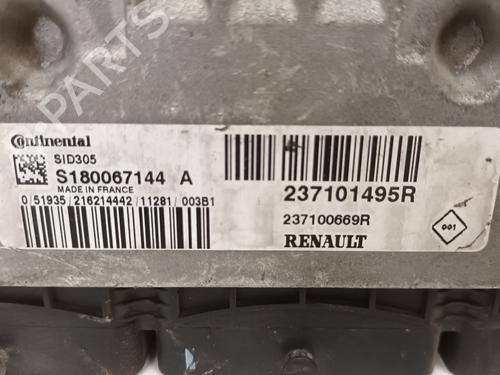 PARTS
Continental
SID305
S180067144 A
MADE IN FRANCE
0 51935 216214442 11281 003B1
237101495R
237100669R
RENAULT
001